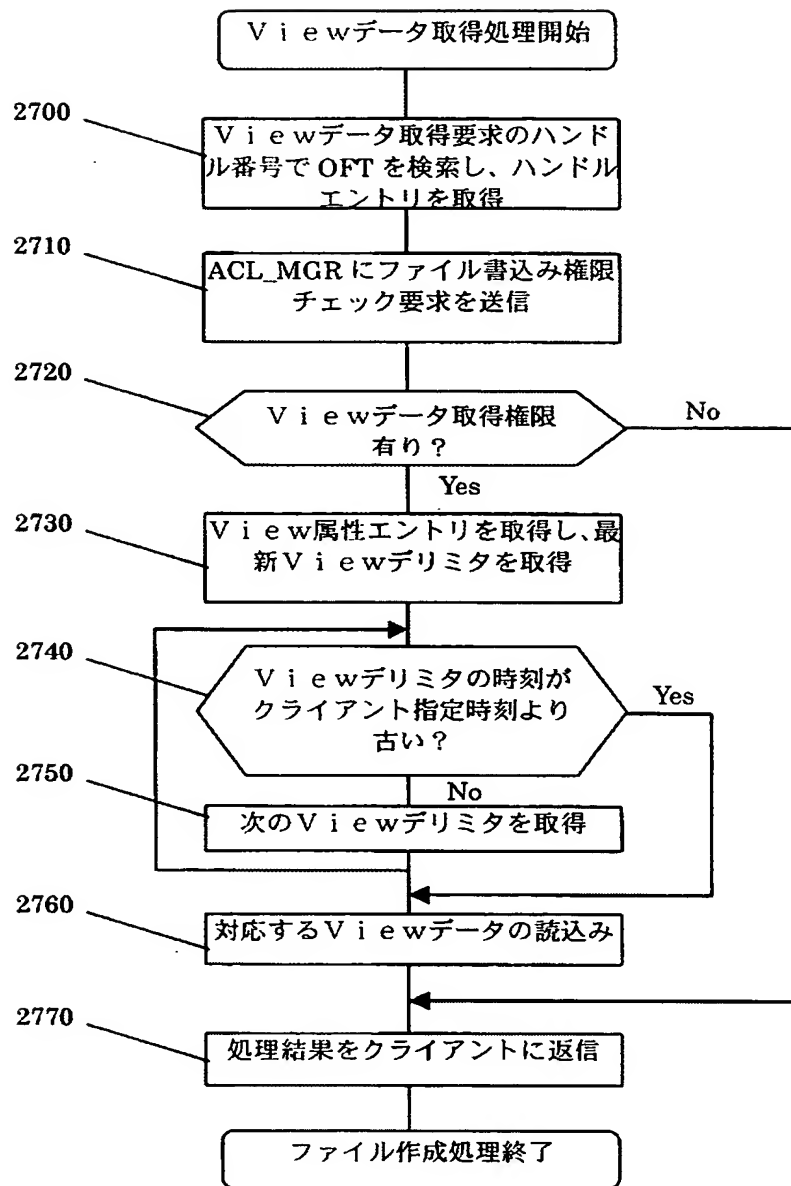 Ｖｉｅｗデータ取得処理開始
2700
Ｖｉｅｗデータ取得要求のハンド
ル番号で OFT を検索し、ハンドル
エントリを取得
2710
ACL_MGR にファイル書込み権限
チェック要求を送信
2720
Ｖｉｅｗデータ取得権限
有り？
No
Yes
2730
Ｖｉｅｗ属性エントリを取得し、最
新Ｖｉｅｗデリミタを取得
2740
Ｖｉｅｗデリミタの時刻が
クライアント指定時刻より
古い？
Yes
No
2750
次のＶｉｅｗデリミタを取得
2760
対応するＶｉｅｗデータの読込み
2770
処理結果をクライアントに返信
ファイル作成処理終了